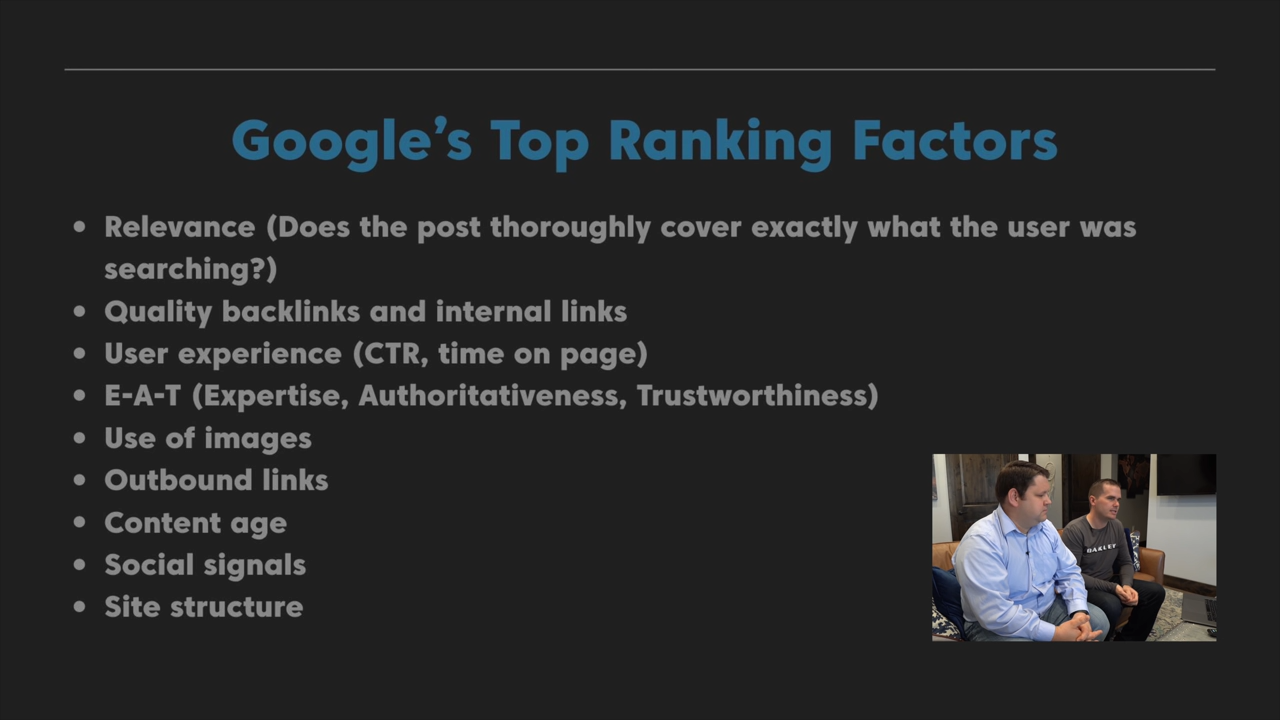 Google’s Top Ranking Factors
• Relevance (Does the post thoroughly cover exactly what the user was
searching?)
• Quality backlinks and internal links
• User experience (CTR, time on page)
• E-A-T (Expertise, Authoritativeness, Trustworthiness)
• Use of images
• Outbound links
• Content age
• Social signals
• Site structure
OAKLEY